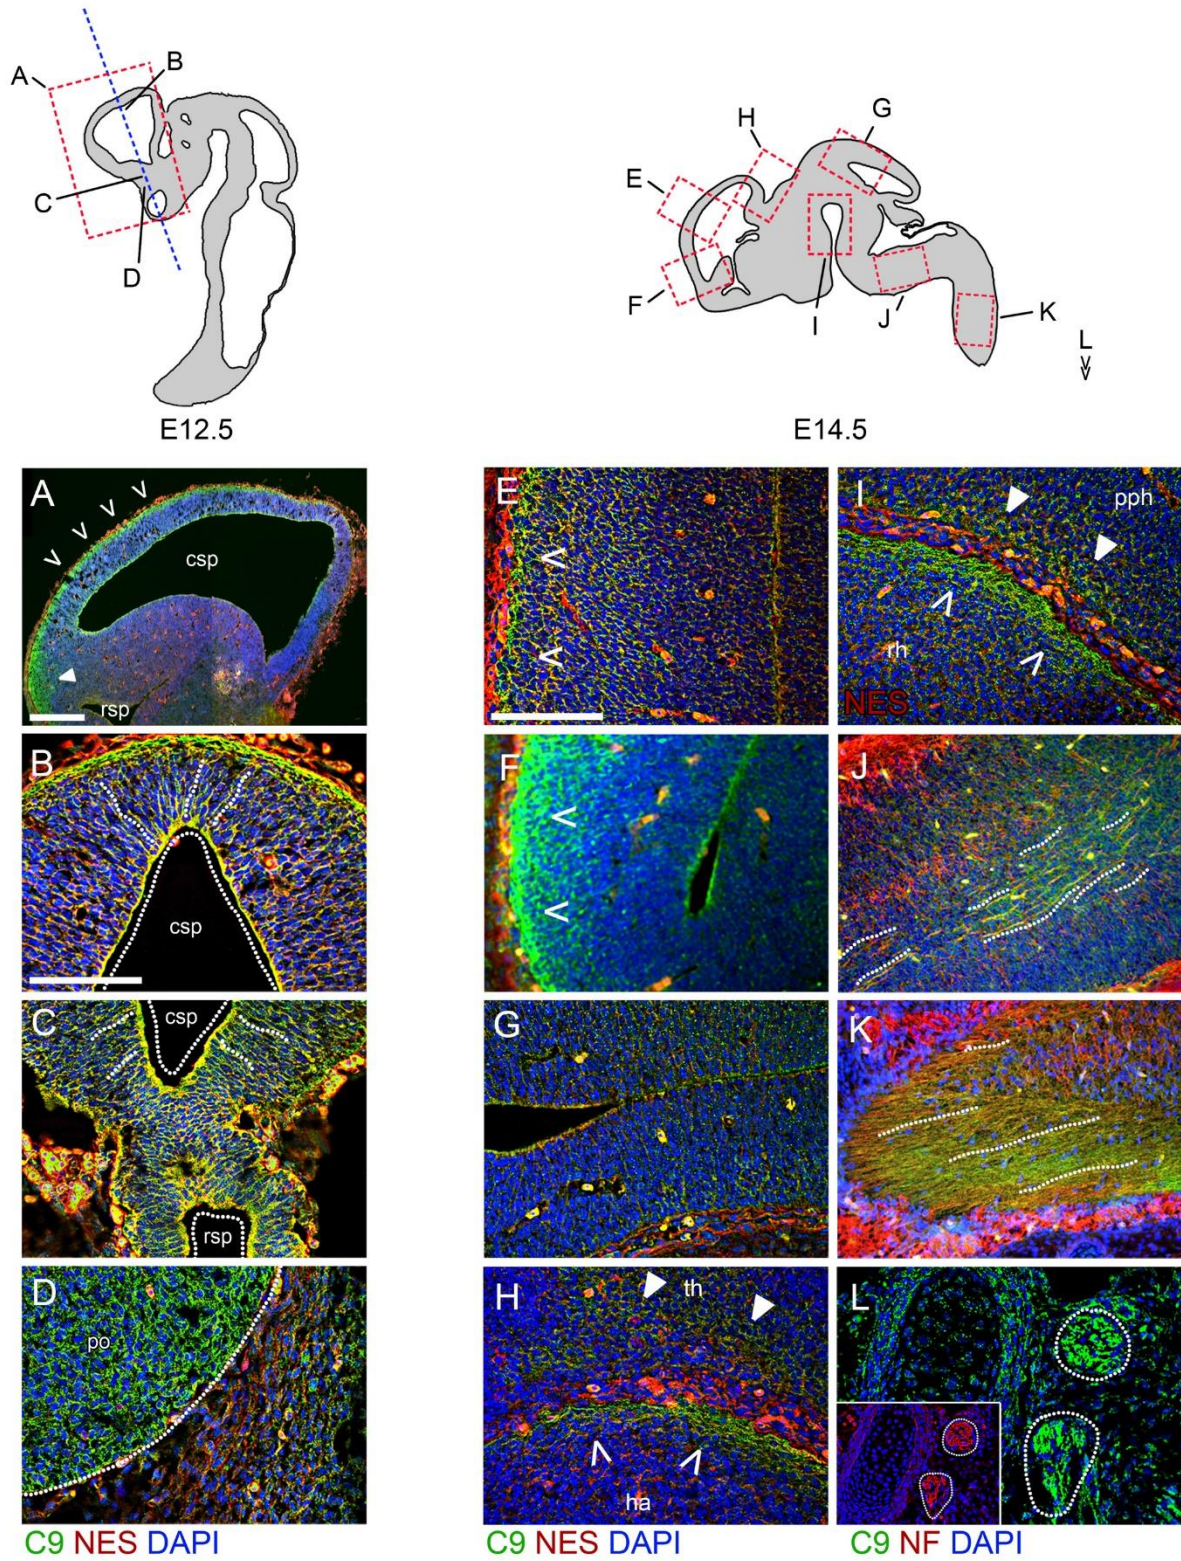 A
B
C
D
E12.5
H
G
E
F
I
J
K
L
E14.5
A
csp
rsp
B
csp
C
csp
rsp
D
po
C9 NES DAPI
E
F
G
H
th
ha
C9 NES DAPI
I
pph
rh
NES
J
K
L
C9 NF DAPI